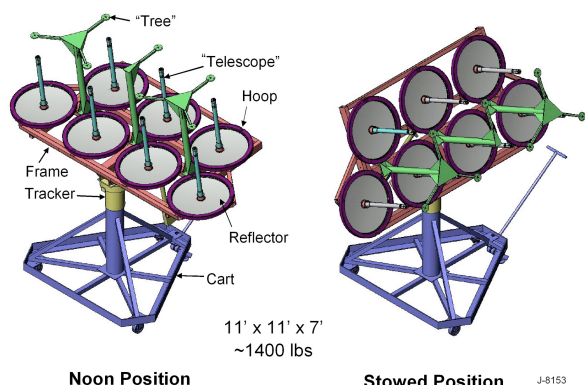 “Tree”
“Telescope”
Hoop
Frame
Tracker
Reflector
Cart
11’ x 11’ x 7’
~1400 lbs
Noon Position
Stowed Position
J-8153